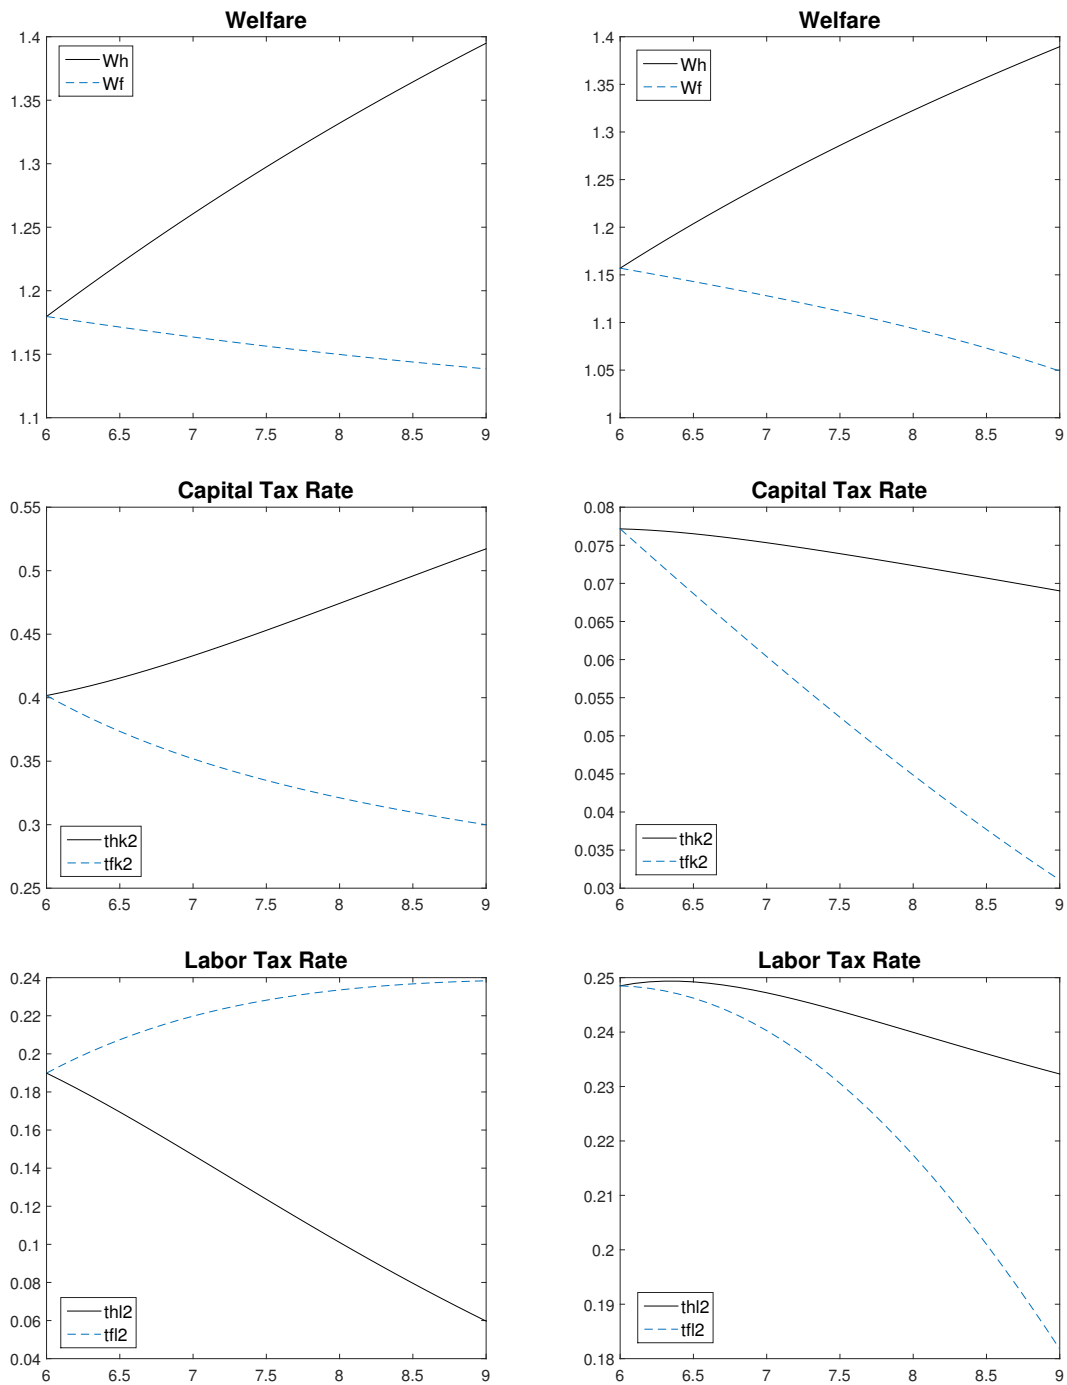 Welfare
1.4
1.35
1.3
1.25
1.2
1.15
1.1
6 6.5 7 7.5 8 8.5 9
Wh
Wf
Welfare
1.4
1.35
1.3
1.25
1.2
1.15
1.1
1.05
1
6 6.5 7 7.5 8 8.5 9
Wh
Wf
Capital Tax Rate
0.55
0.5
0.45
0.4
0.35
0.3
0.25
6 6.5 7 7.5 8 8.5 9
thk2
tfk2
Capital Tax Rate
0.08
0.075
0.07
0.065
0.06
0.055
0.05
0.045
0.04
0.035
0.03
6 6.5 7 7.5 8 8.5 9
thk2
tfk2
Labor Tax Rate
0.24
0.22
0.2
0.18
0.16
0.14
0.12
0.1
0.08
0.06
0.04
6 6.5 7 7.5 8 8.5 9
thl2
tfl2
Labor Tax Rate
0.25
0.24
0.23
0.22
0.21
0.2
0.19
0.18
6 6.5 7 7.5 8 8.5 9
thl2
tfl2